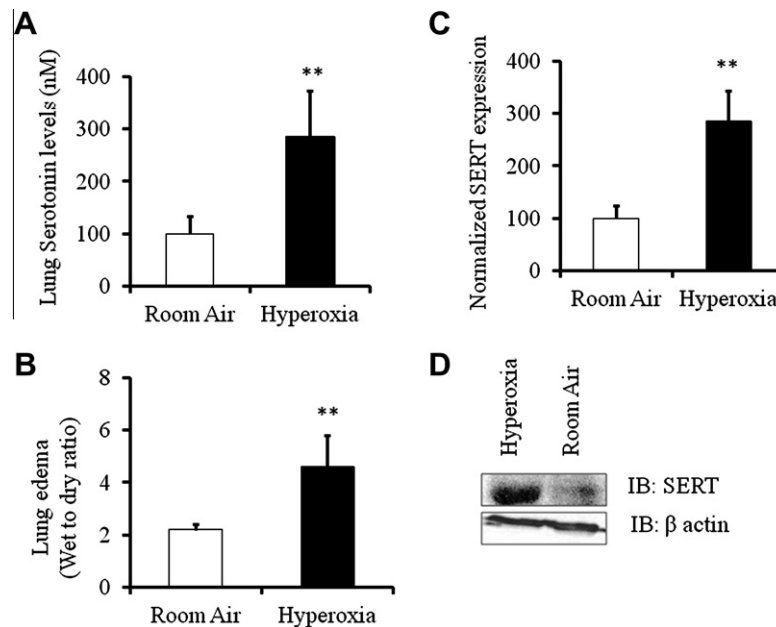 A
Lung Serotonin levels (nM)
400
300
200
100
0
**
Room Air
Hyperoxia
C
Normalized SERT expression
400
300
200
100
0
**
Room Air
Hyperoxia
B
Lung edema
(Wet to dry ratio)
8
6
4
2
0
**
Room Air
Hyperoxia
D
Hyperoxia
Room Air
IB: SERT
IB: β actin